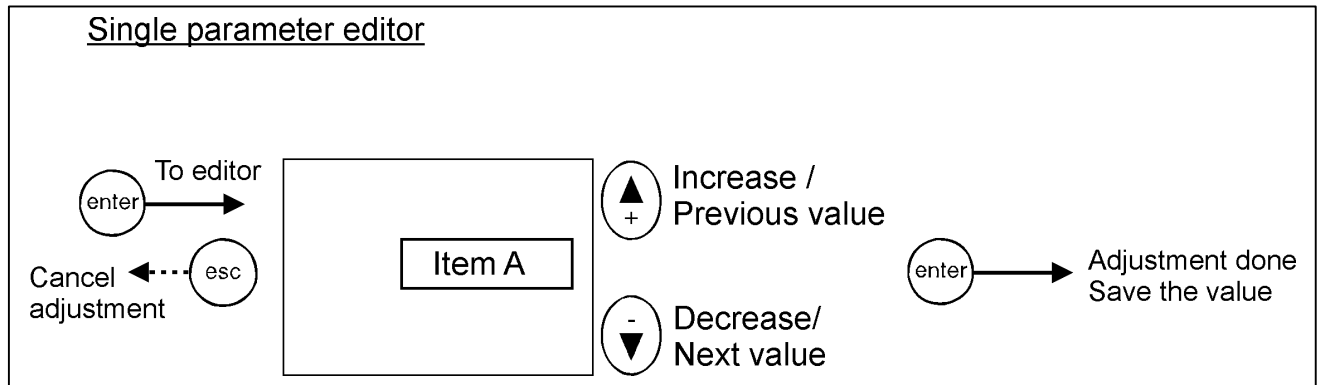 Single parameter editor
To editor
enter
esc
Cancel
adjustment
Item A
+
Increase /
Previous value
-
Decrease/
Next value
enter
Adjustment done
Save the value